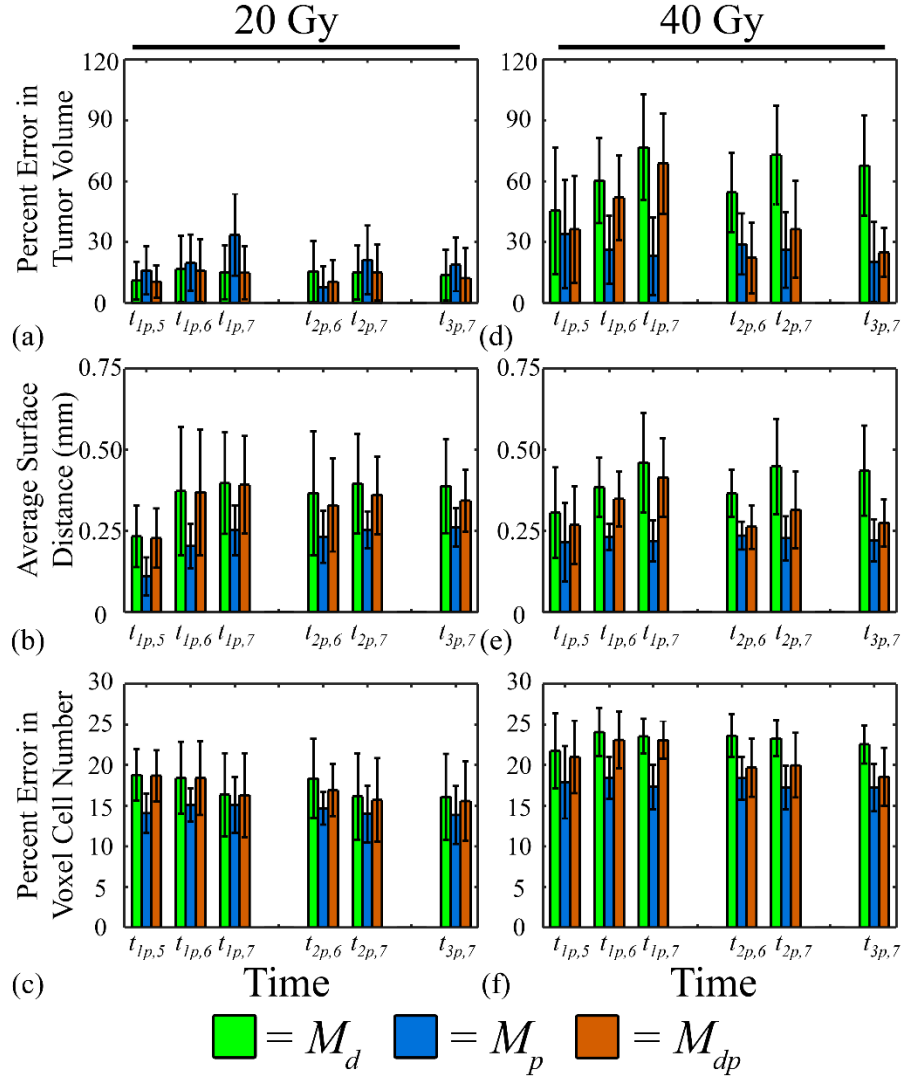 20 Gy
40 Gy
Percent Error in
Tumor Volume
120
90
60
30
0
t1p,5 t1p,6 t1p,7 t2p,6 t2p,7 t3p,7
(a)
120
90
60
30
0
t1p,5 t1p,6 t1p,7 t2p,6 t2p,7 t3p,7
(d)
Average Surface
Distance (mm)
0.75
0.50
0.25
0
t1p,5 t1p,6 t1p,7 t2p,6 t2p,7 t3p,7
(b)
0.75
0.50
0.25
0
t1p,5 t1p,6 t1p,7 t2p,6 t2p,7 t3p,7
(e)
Percent Error in
Voxel Cell Number
30
25
20
15
10
5
0
t1p,5 t1p,6 t1p,7 t2p,6 t2p,7 t3p,7
(c)
Time
30
25
20
15
10
5
0
t1p,5 t1p,6 t1p,7 t2p,6 t2p,7 t3p,7
(f)
Time
= Md = Mp = Mdp